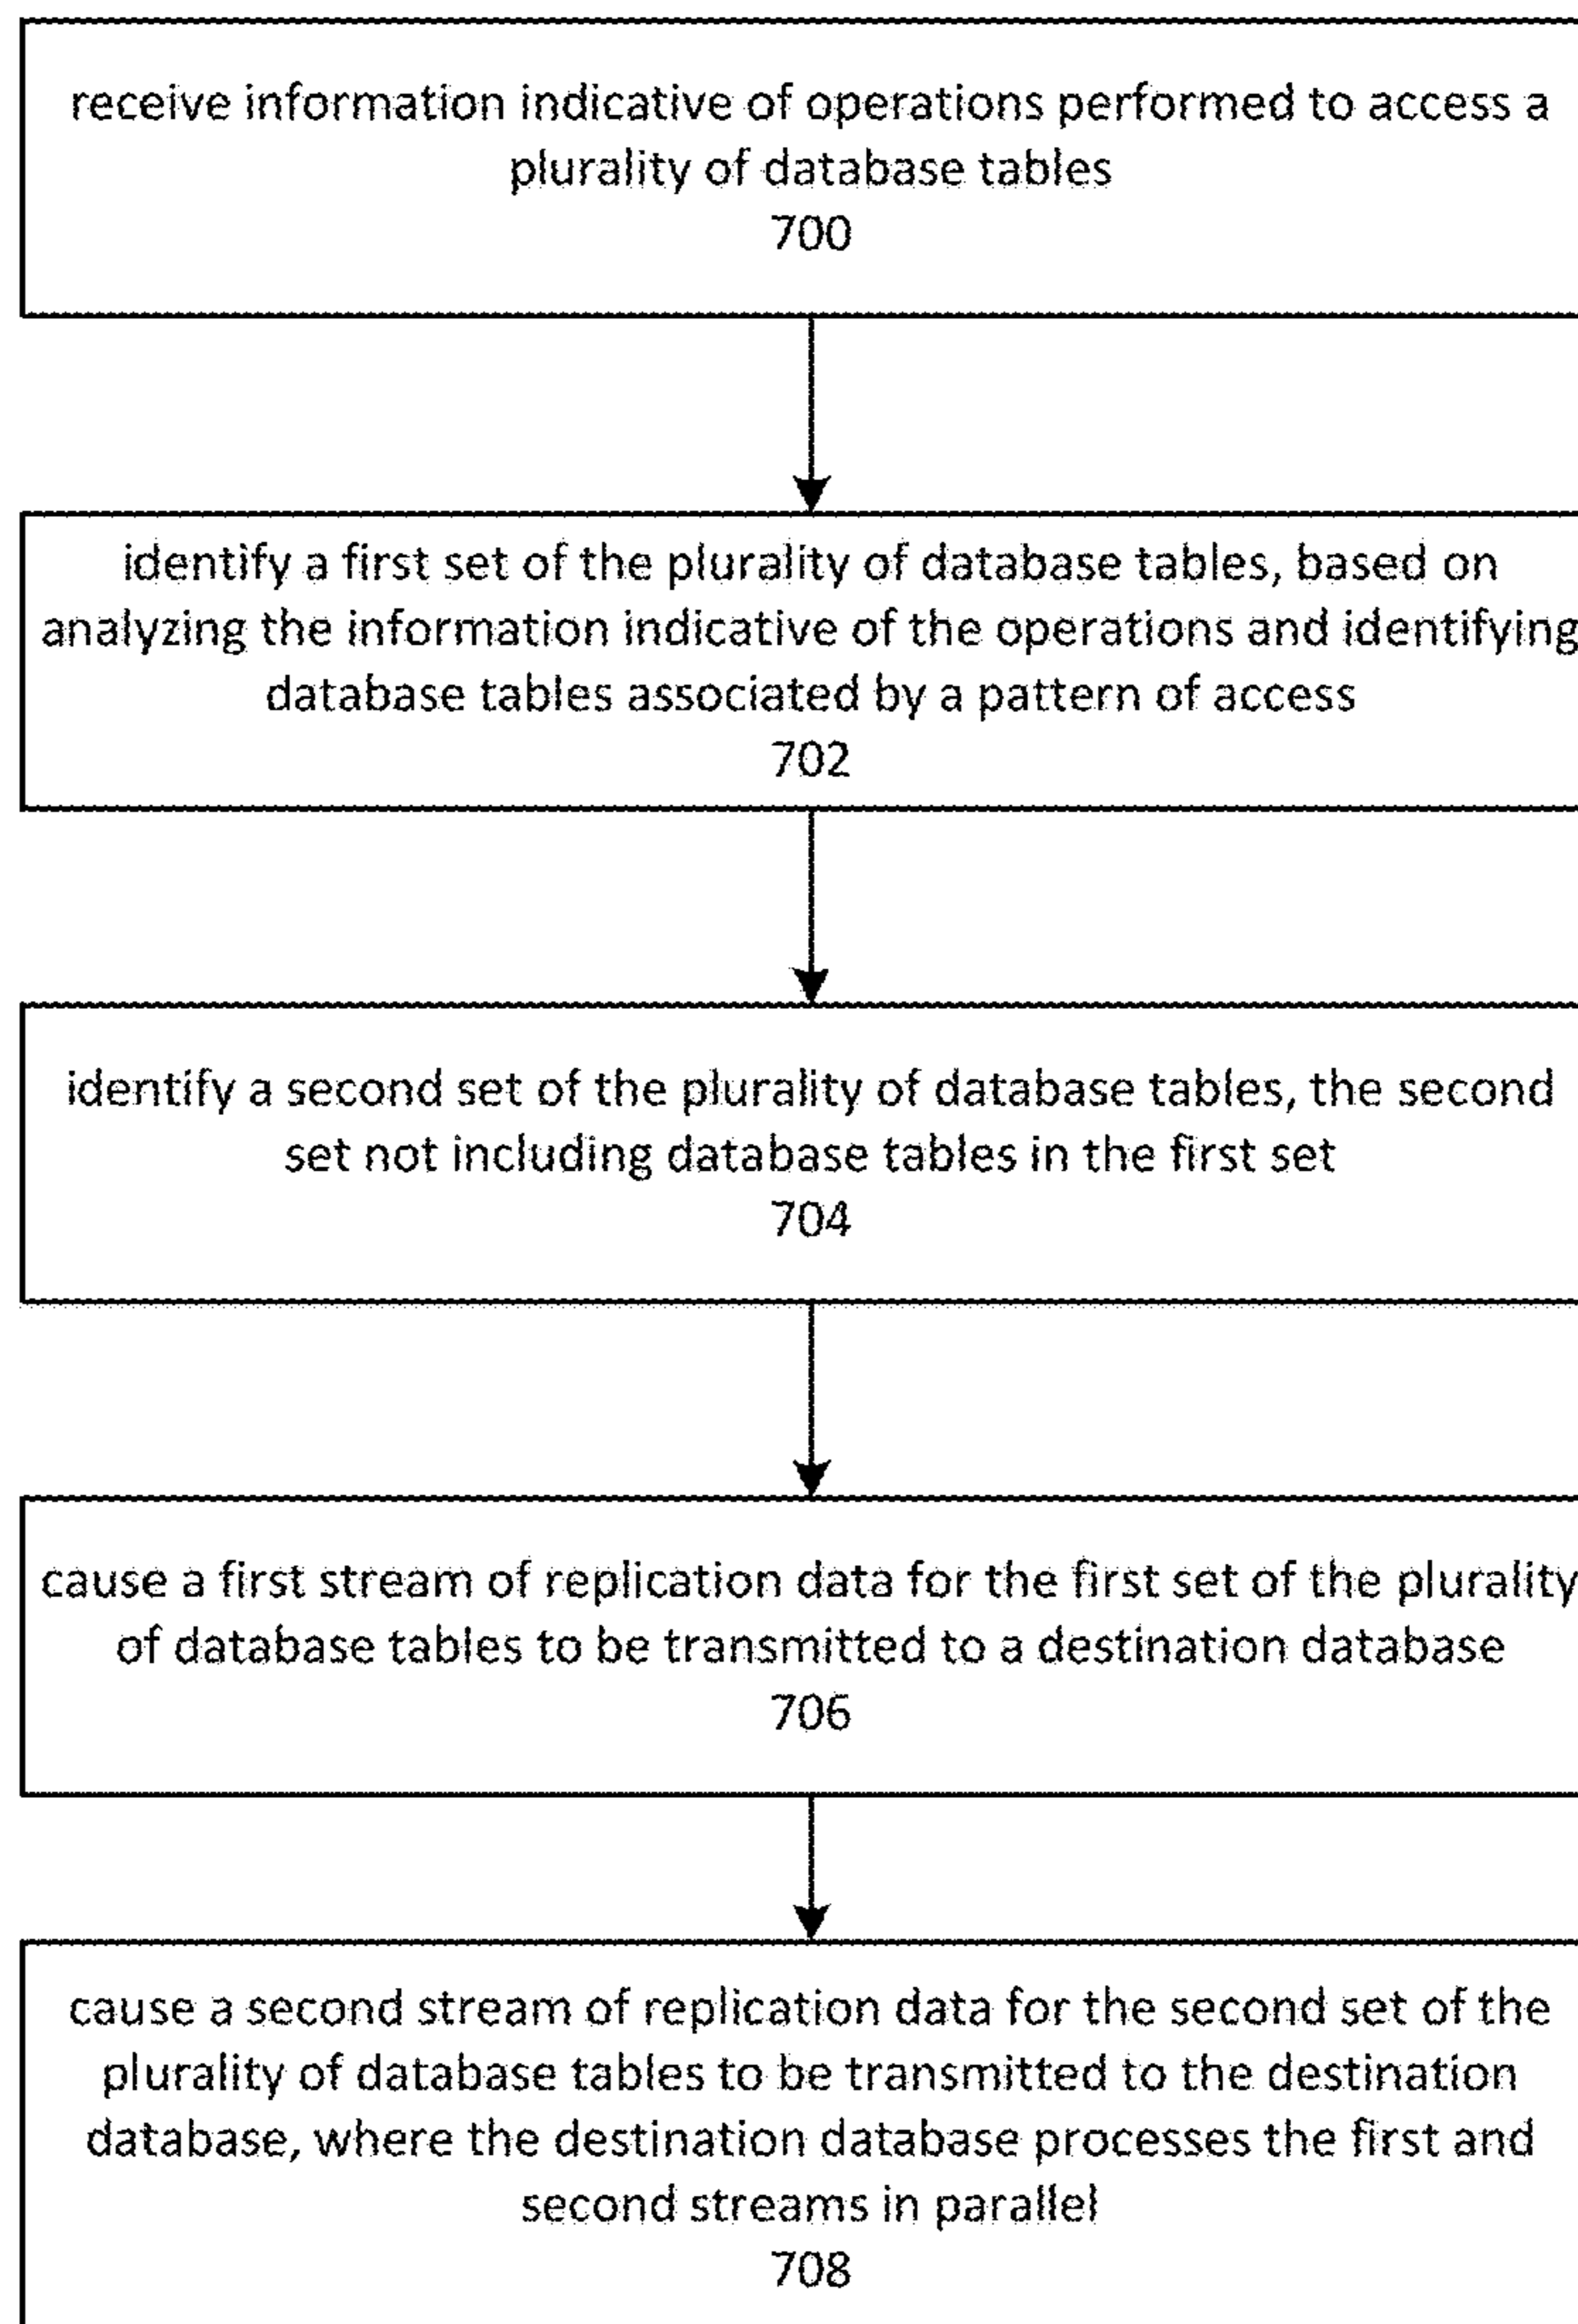 receive information indicative of operations performed to access a
plurality of database tables
700
identify a first set of the plurality of database tables, based on
analyzing the information indicative of the operations and identifying
database tables associated by a pattern of access
702
identify a second set of the plurality of database tables, the second
set not including database tables in the first set
704
cause a first stream of replication data for the first set of the plurality
of database tables to be transmitted to a destination database
706
cause a second stream of replication data for the second set of the
plurality of database tables to be transmitted to the destination
database, where the destination database processes the first and
second streams in parallel
708